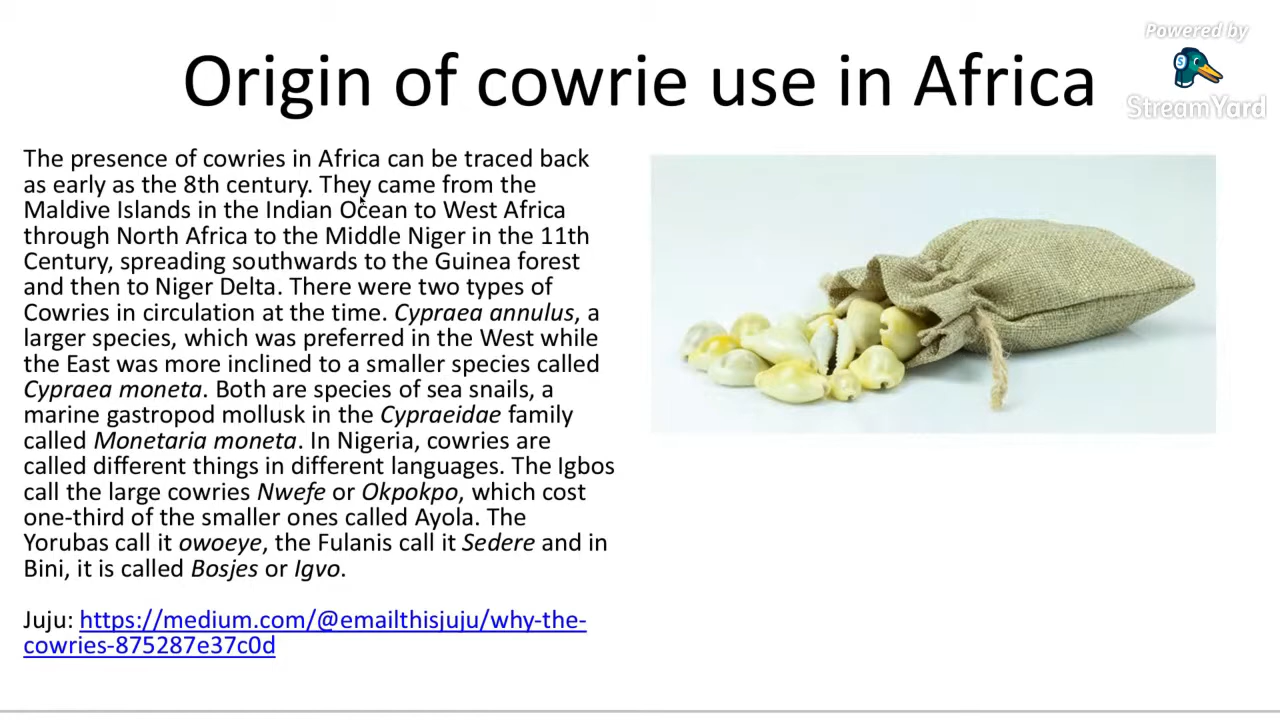 Powered by
StreamYard
Origin of cowrie use in Africa
The presence of cowries in Africa can be traced back
as early as the 8th century. They came from the
Maldive Islands in the Indian Ocean to West Africa
through North Africa to the Middle Niger in the 11th
Century, spreading southwards to the Guinea forest
and then to Niger Delta. There were two types of
Cowries in circulation at the time. Cypraea annulus, a
larger species, which was preferred in the West while
the East was more inclined to a smaller species called
Cypraea moneta. Both are species of sea snails, a
marine gastropod mollusk in the Cypraeidae family
called Monetaria moneta. In Nigeria, cowries are
called different things in different languages. The Igbos
call the large cowries Nwefe or Okpokpo, which cost
one-third of the smaller ones called Ayola. The
Yorubas call it owoeye, the Fulanis call it Sedere and in
Bini, it is called Bosjes or Igvo.
Juju: https://medium.com/@emailthisjuju/why-the-
cowries-875287e37c0d